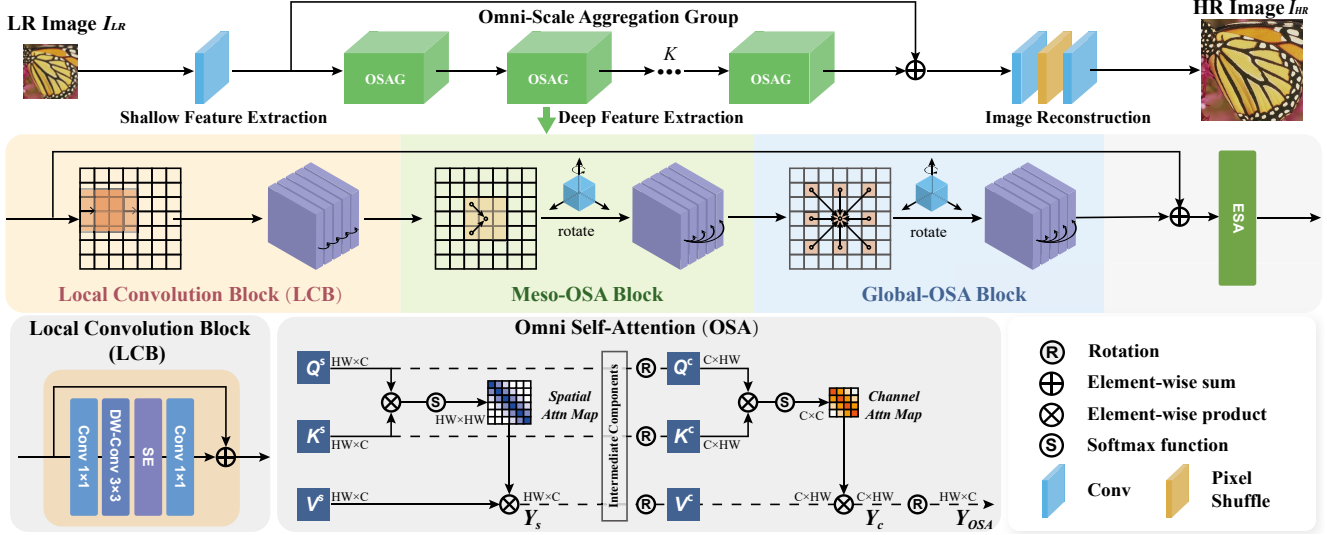 LR Image I_LR
Omni-Scale Aggregation Group
HR Image I_HR
OSAG
OSAG
K
OSAG
Shallow Feature Extraction
Deep Feature Extraction
Image Reconstruction
rotate
rotate
ESA
Local Convolution Block (LCB)
Meso-OSA Block
Global-OSA Block
Local Convolution Block
(LCB)
Conv 1×1
DW-Conv 3×3
SE
Conv 1×1
Omni Self-Attention (OSA)
Q^s
HW×C
K^s
HW×C
V^s
HW×C
S
HW×HW
Spatial
Attn Map
HW×C
Y_s
Intermediate Components
R
R
R
Q^c
C×HW
K^c
C×HW
V^c
S
C×C
Channel
Attn Map
C×HW
C×HW
Y_c
R
HW×C
Y_OSA
R
Rotation
Element-wise sum
Element-wise product
S
Softmax function
Conv
Pixel
Shuffle